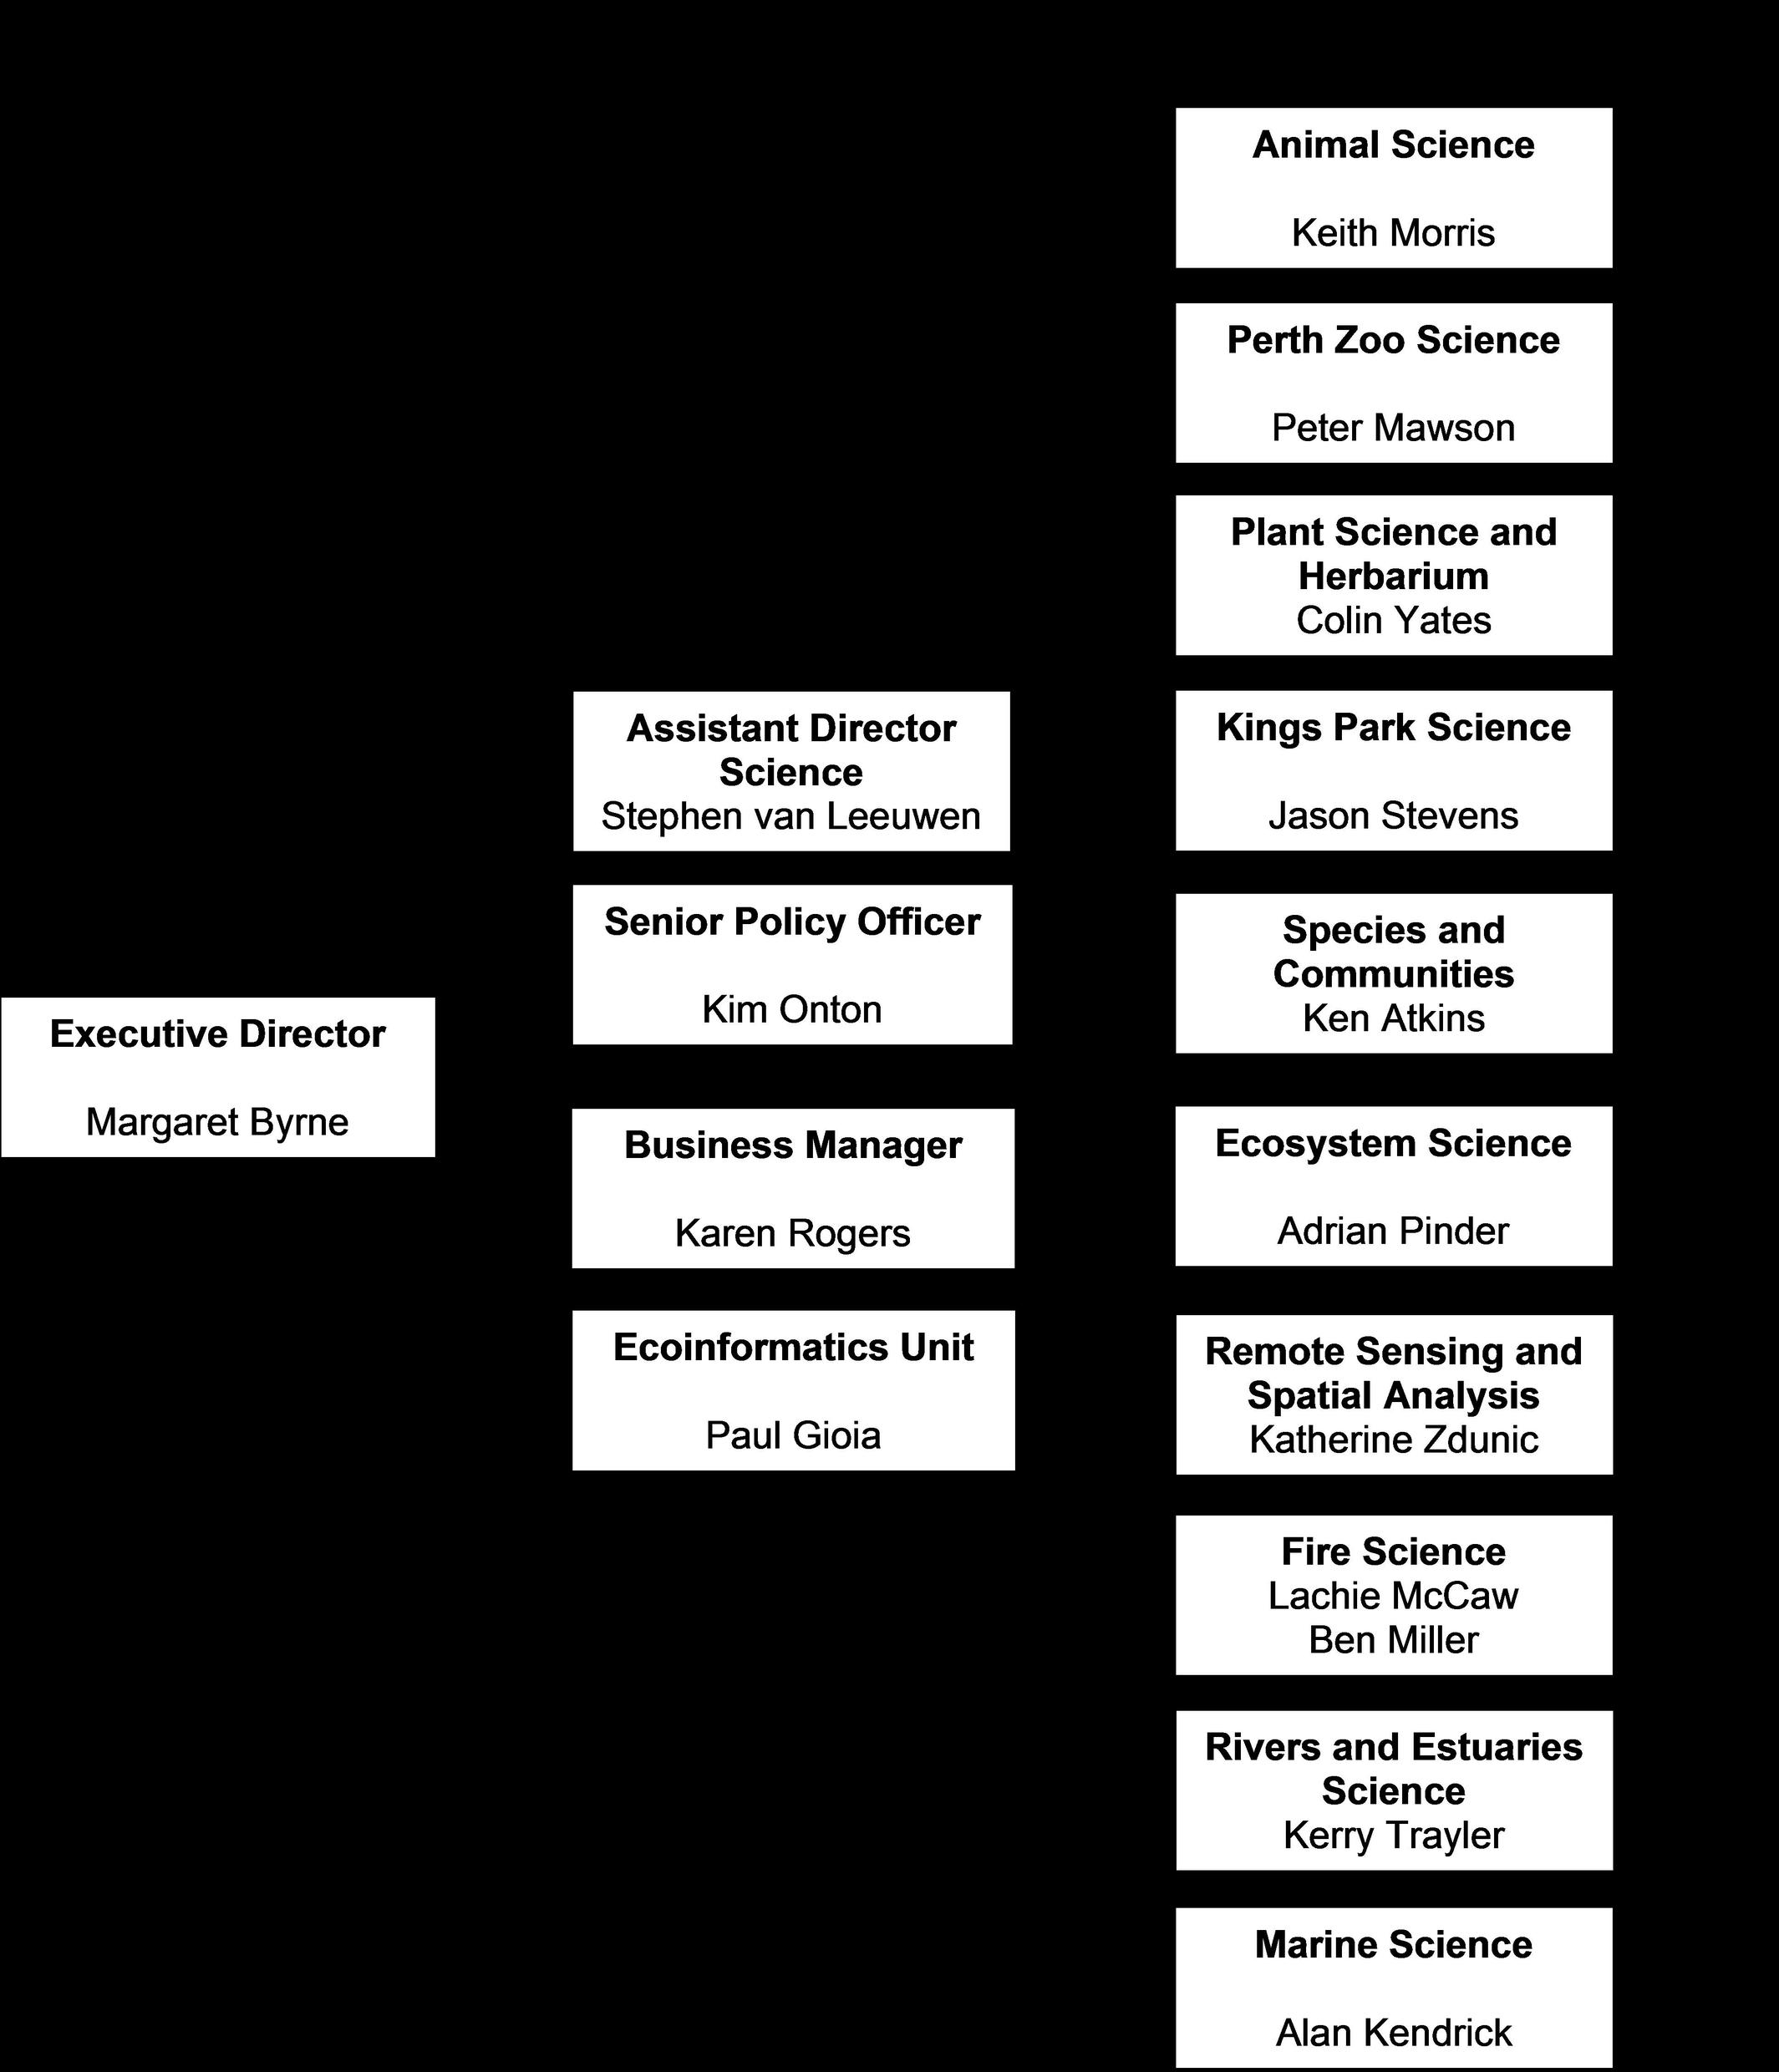 Executive Director
Margaret Byrne
Assistant Director
Science
Stephen van Leeuwen
Senior Policy Officer
Kim Onton
Business Manager
Karen Rogers
Ecoinformatics Unit
Paul Gioia
Animal Science
Keith Morris
Perth Zoo Science
Peter Mawson
Plant Science and
Herbarium
Colin Yates
Kings Park Science
Jason Stevens
Species and
Communities
Ken Atkins
Ecosystem Science
Adrian Pinder
Remote Sensing and
Spatial Analysis
Katherine Zdunic
Fire Science
Lachie McCaw
Ben Miller
Rivers and Estuaries
Science
Kerry Trayler
Marine Science
Alan Kendrick